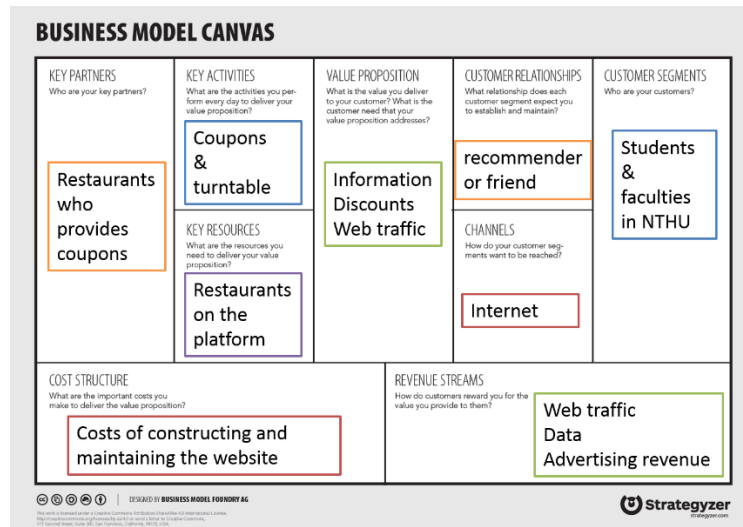 BUSINESS MODEL CANVAS
KEY PARTNERS
Who are your key partners?
Restaurants
who
provides
coupons
KEY ACTIVITIES
What are the activities you per-
form every day to deliver your
value proposition?
Coupons
&
turntable
KEY RESOURCES
What are the resources you
need to deliver your value
proposition?
Restaurants
on the
platform
VALUE PROPOSITION
What is the value you deliver
to your customer? What is the
customer need that your
value proposition addresses?
Information
Discounts
Web traffic
CUSTOMER RELATIONSHIPS
What relationship does each
customer segment expect you
to establish and maintain?
recommender
or friend
CHANNELS
How do your customer seg-
ments want to be reached?
Internet
CUSTOMER SEGMENTS
Who are your customers?
Students
&
faculties
in NTHU
COST STRUCTURE
What are the important costs you
make to deliver the value proposition?
Costs of constructing and
maintaining the website
REVENUE STREAMS
How do customers reward you for the
value you provide to them?
Web traffic
Data
Advertising revenue
DESIGNED BY BUSINESS MODEL FOUNDRY AG
Strategyzer
strategyzer.com